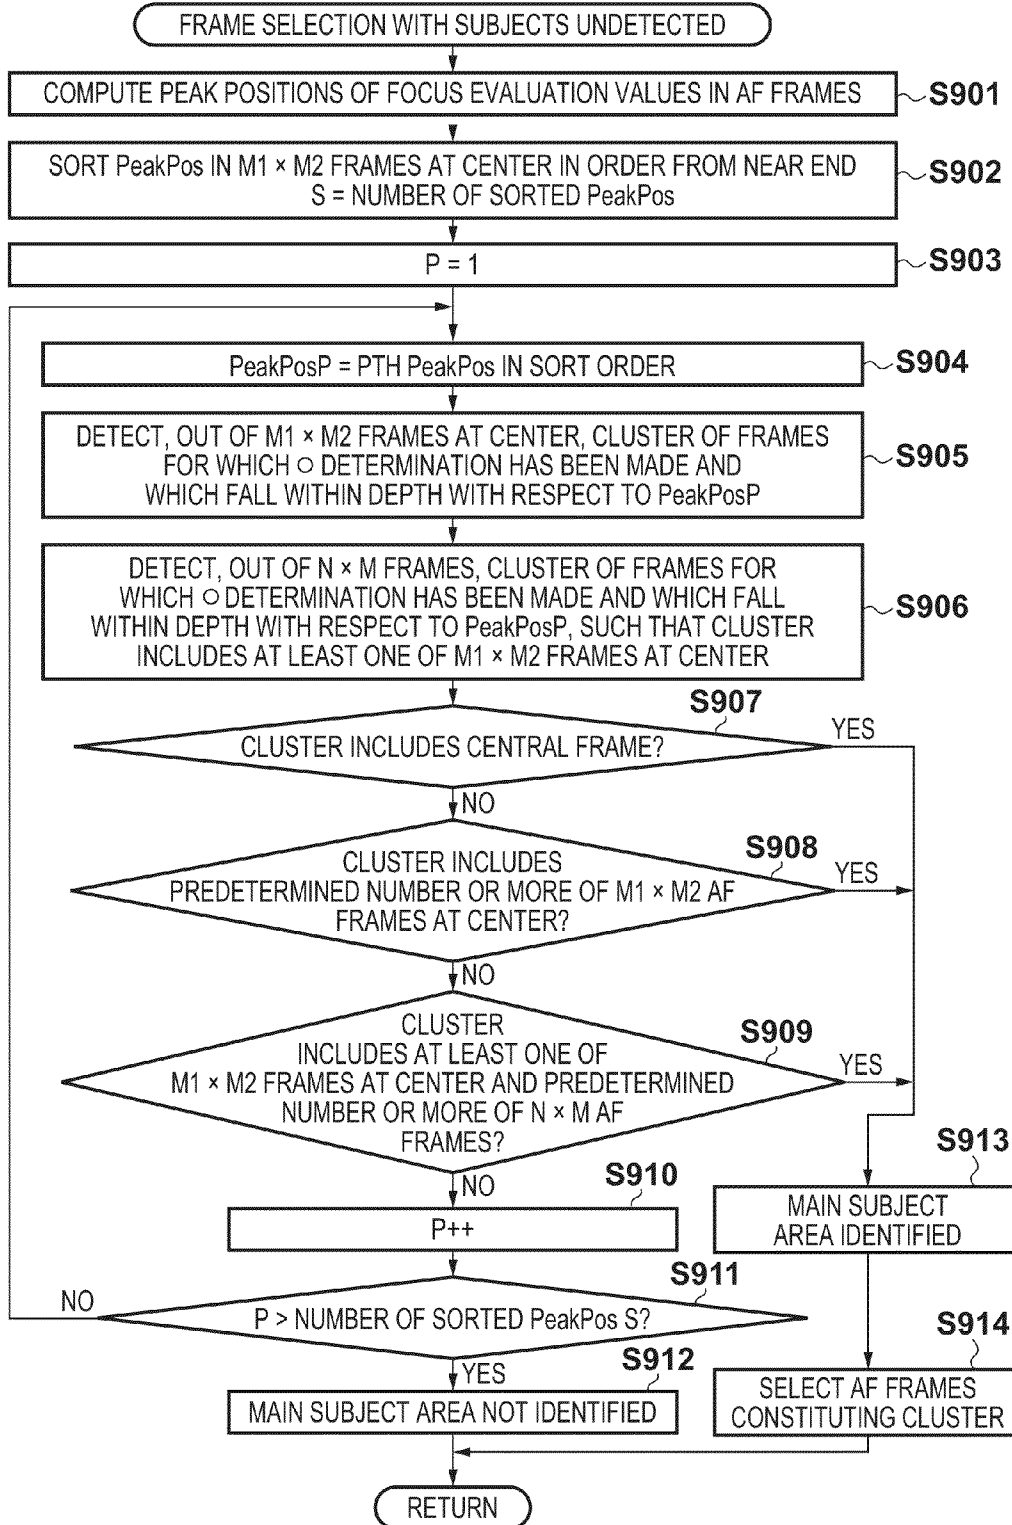 FRAME SELECTION WITH SUBJECTS UNDETECTED
COMPUTE PEAK POSITIONS OF FOCUS EVALUATION VALUES IN AF FRAMES
S901
SORT PeakPos IN M1 × M2 FRAMES AT CENTER IN ORDER FROM NEAR END
S = NUMBER OF SORTED PeakPos
S902
P = 1
S903
PeakPosP = PTH PeakPos IN SORT ORDER
S904
DETECT, OUT OF M1 × M2 FRAMES AT CENTER, CLUSTER OF FRAMES
FOR WHICH ○ DETERMINATION HAS BEEN MADE AND
WHICH FALL WITHIN DEPTH WITH RESPECT TO PeakPosP
S905
DETECT, OUT OF N × M FRAMES, CLUSTER OF FRAMES FOR
WHICH ○ DETERMINATION HAS BEEN MADE AND WHICH FALL
WITHIN DEPTH WITH RESPECT TO PeakPosP, SUCH THAT CLUSTER
INCLUDES AT LEAST ONE OF M1 × M2 FRAMES AT CENTER
S906
S907
CLUSTER INCLUDES CENTRAL FRAME?
YES
NO
S908
CLUSTER INCLUDES
PREDETERMINED NUMBER OR MORE OF M1 × M2 AF
FRAMES AT CENTER?
YES
NO
S909
CLUSTER
INCLUDES AT LEAST ONE OF
M1 × M2 FRAMES AT CENTER AND PREDETERMINED
NUMBER OR MORE OF N × M AF
FRAMES?
YES
NO
S910
P++
S913
MAIN SUBJECT
AREA IDENTIFIED
S911
P > NUMBER OF SORTED PeakPos S?
NO
YES
S912
MAIN SUBJECT AREA NOT IDENTIFIED
S914
SELECT AF FRAMES
CONSTITUTING CLUSTER
RETURN